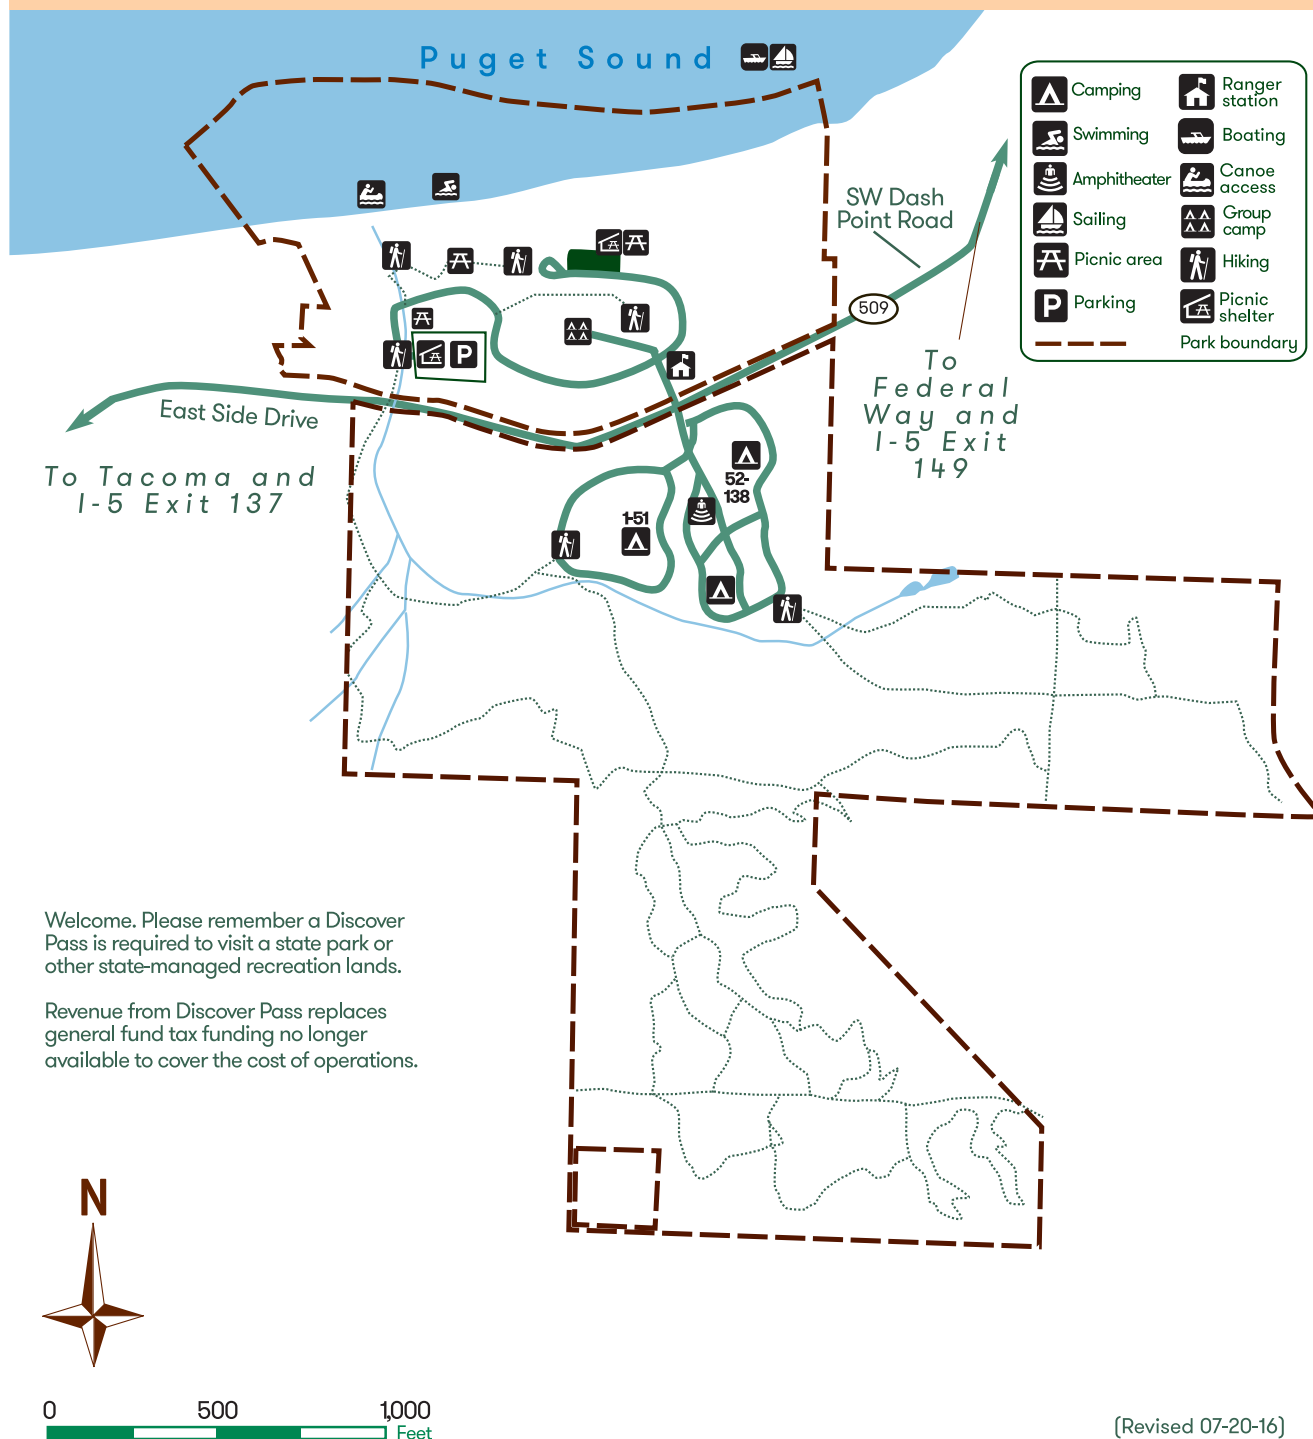 Puget Sound
Camping
Ranger
station
Swimming
Boating
Amphitheater
Canoe
access
Sailing
Group
camp
Picnic area
Hiking
P Parking
Picnic
shelter
Park boundary
SW Dash
Point Road
509
P
To
Federal
Way and
I-5 Exit
149
East Side Drive
To Tacoma and
I-5 Exit 137
52-
138
1-51
Welcome. Please remember a Discover
Pass is required to visit a state park or
other state-managed recreation lands.
Revenue from Discover Pass replaces
general fund tax funding no longer
available to cover the cost of operations.
N
0 500 1,000
Feet
(Revised 07-20-16)